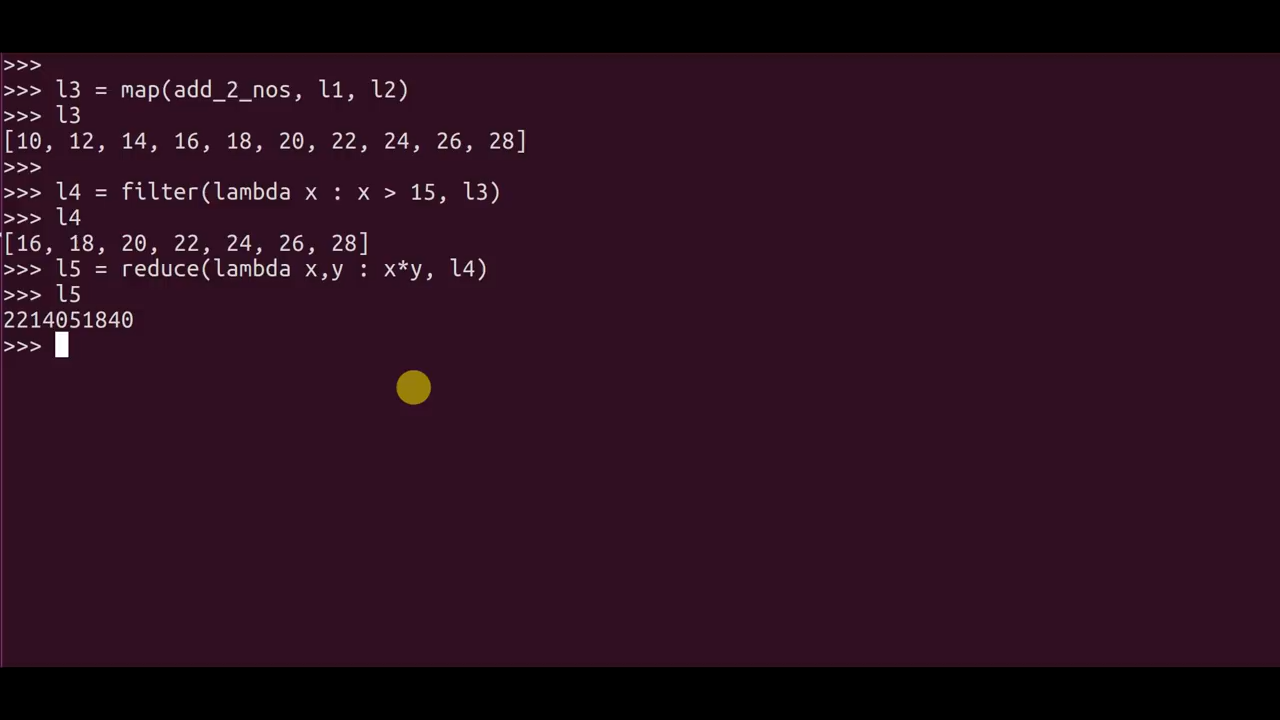 >>>
>>> l3 = map(add_2_nos, l1, l2)
>>> l3
[10, 12, 14, 16, 18, 20, 22, 24, 26, 28]
>>>
>>> l4 = filter(lambda x : x > 15, l3)
>>> l4
[16, 18, 20, 22, 24, 26, 28]
>>> l5 = reduce(lambda x,y : x*y, l4)
>>> l5
2214051840
>>>